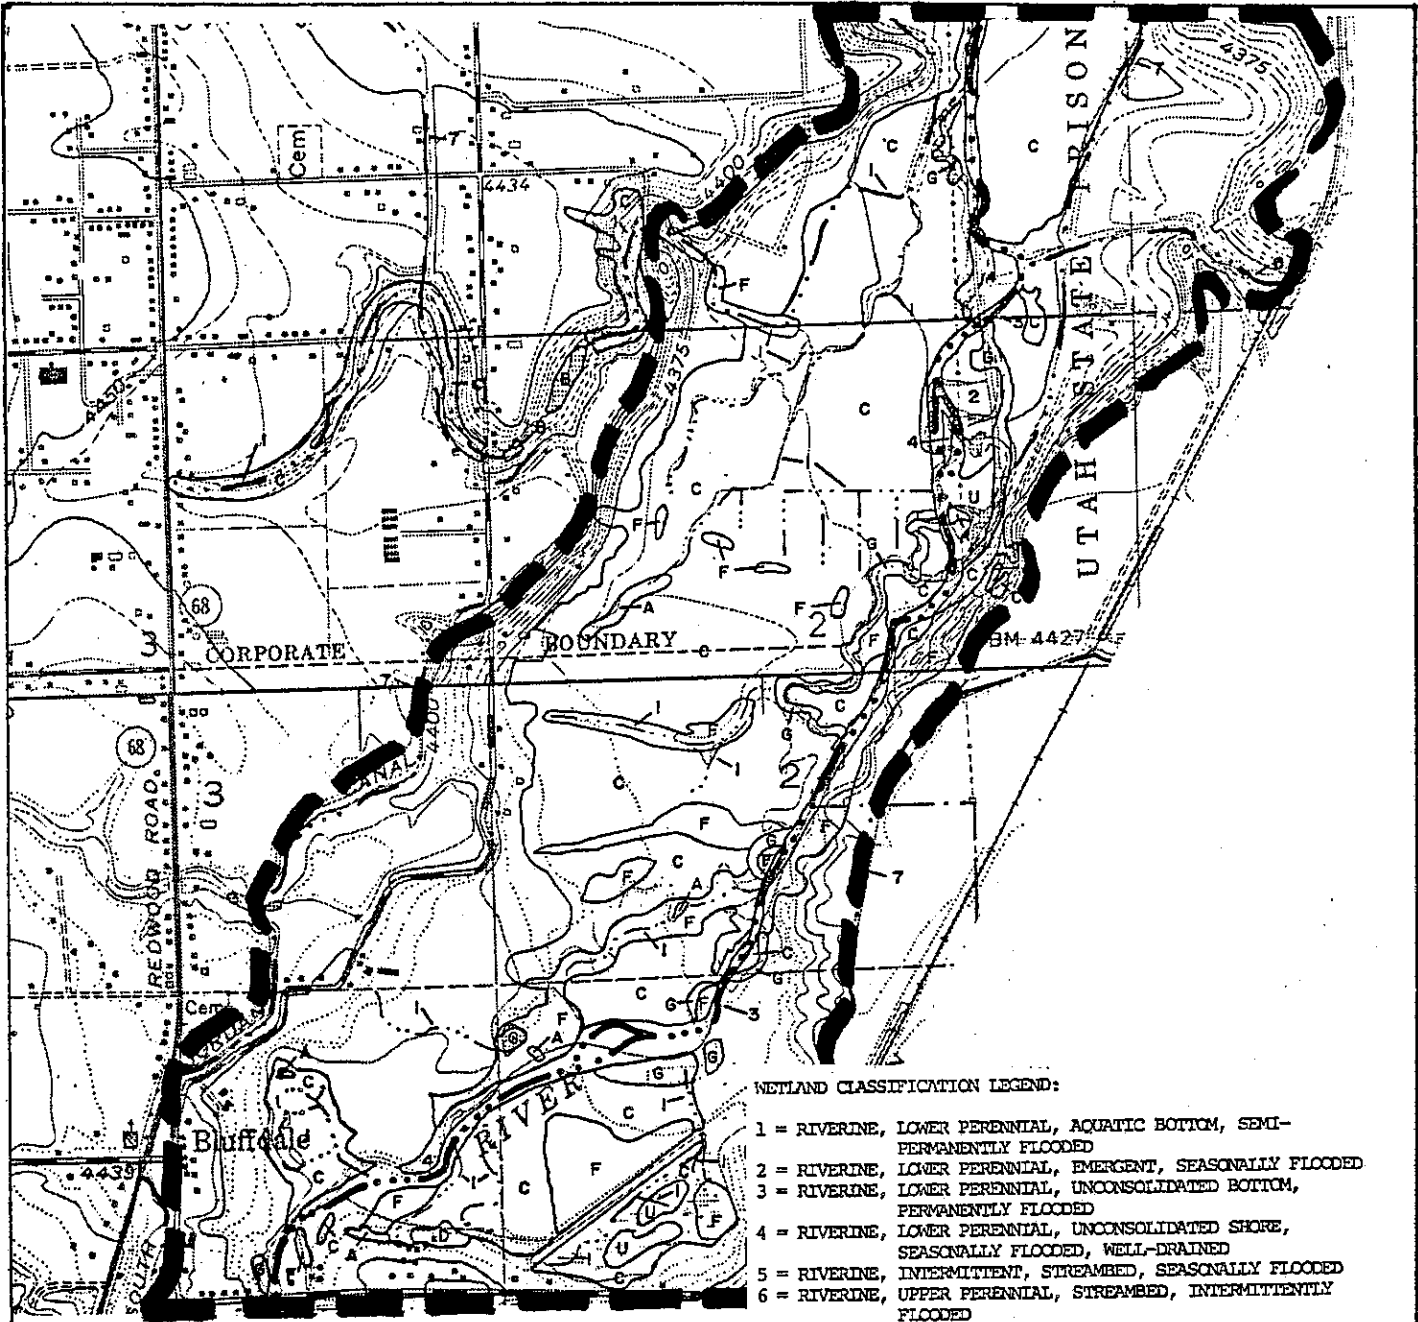 4375
UTAH STATE PRISON
Cem
7
C
I
C
G
4434
4400
C
F
3 C
4375
G
2
4450
C
4
I
C
C
U
F
F
G
C
C
A
F
2
68
3
CORPORATE BOUNDARY
C
F
C
BM 4427
7
I
F
C
G
68
4400
I
CANAL
C
2
3
REDWOOD ROAD
F
G
F
F
C
A
F
7
F
I
C
G
Cem
I
C
G F
3
F
G
A
JORDAN
A
C
G
G
I
RIVER
C
Bluffdale
4
F
4435
C
F
I
C
C
I
U
F
C
A
D
U
I
SOUTH
G
C
WETLAND CLASSIFICATION LEGEND:
1 = RIVERINE, LOWER PERENNIAL, AQUATIC BOTTOM, SEMI-
PERMANENTLY FLOODED
2 = RIVERINE, LOWER PERENNIAL, EMERGENT, SEASONALLY FLOODED
3 = RIVERINE, LOWER PERENNIAL, UNCONSOLIDATED BOTTOM,
PERMANENTLY FLOODED
4 = RIVERINE, LOWER PERENNIAL, UNCONSOLIDATED SHORE,
SEASONALLY FLOODED, WELL-DRAINED
5 = RIVERINE, INTERMITTENT, STREAMBED, SEASONALLY FLOODED
6 = RIVERINE, UPPER PERENNIAL, STREAMBED, INTERMITTENTLY
FLOODED